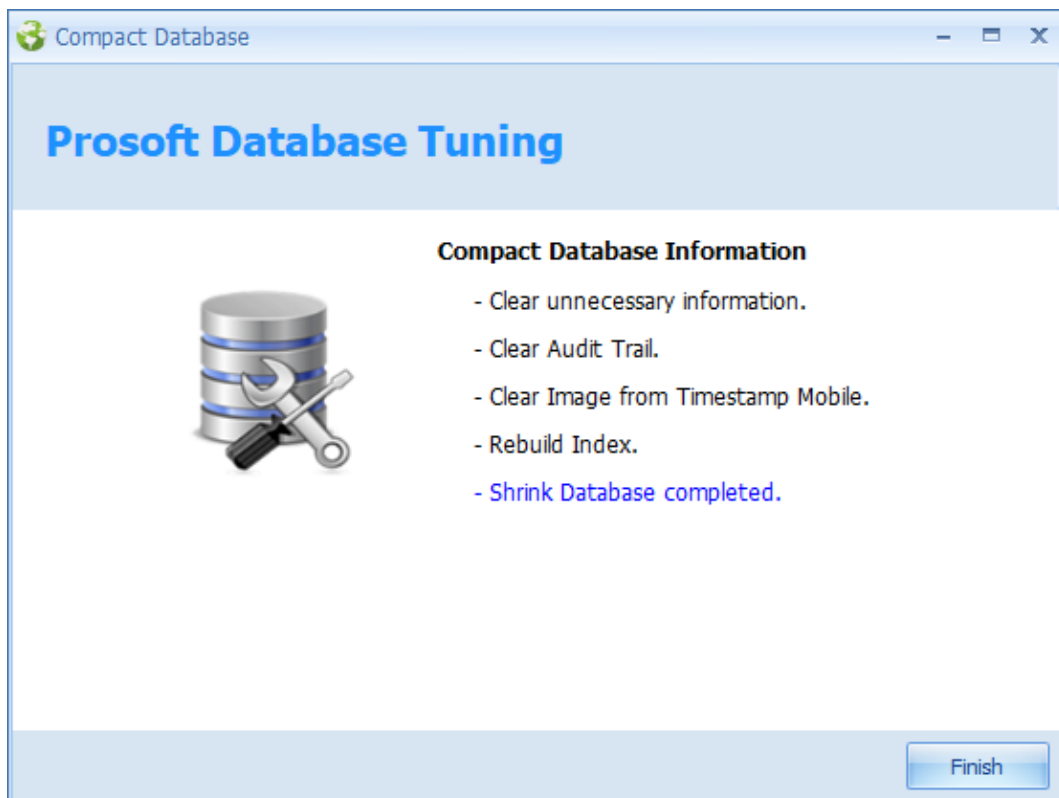 Compact Database
Prosoft Database Tuning
Compact Database Information
- Clear unnecessary information.
- Clear Audit Trail.
- Clear Image from Timestamp Mobile.
- Rebuild Index.
- Shrink Database completed.
Finish